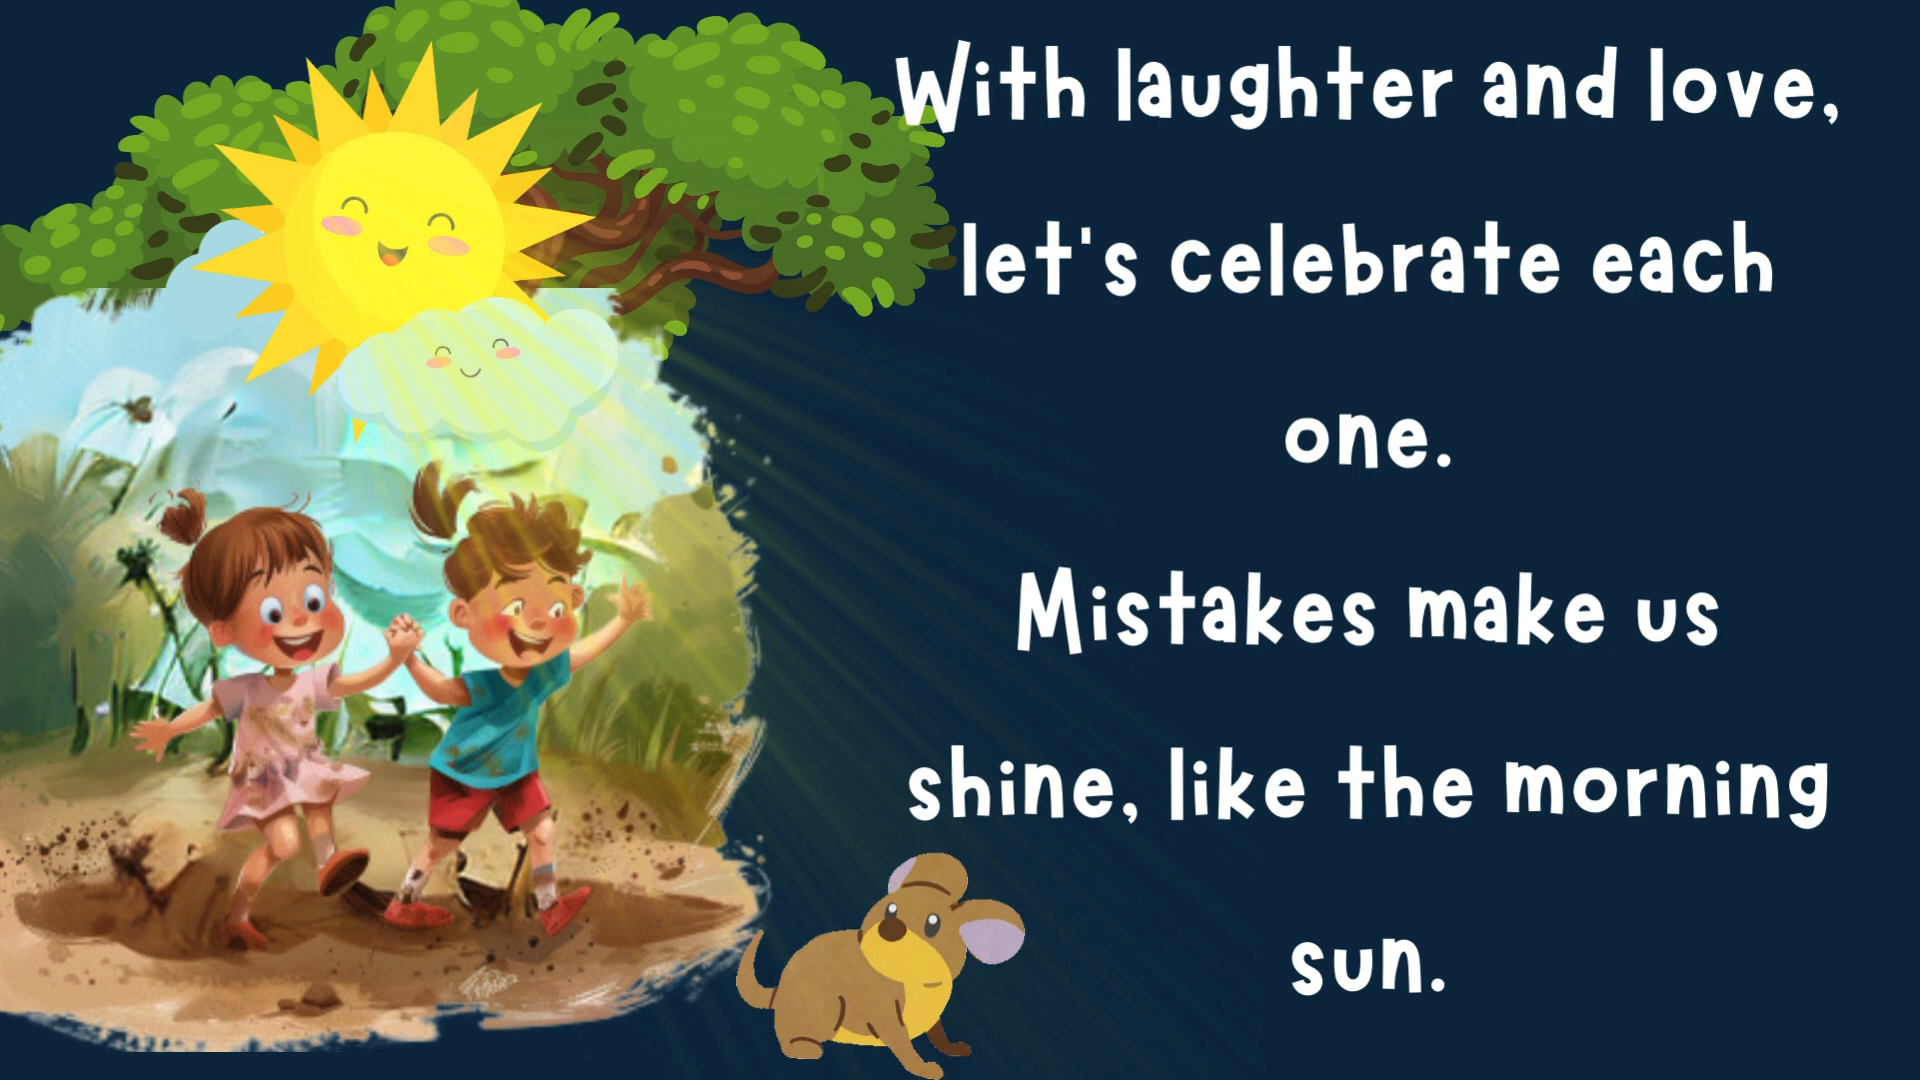 With laughter and love,
let's celebrate each
one.
Mistakes make us
shine, like the morning
sun.